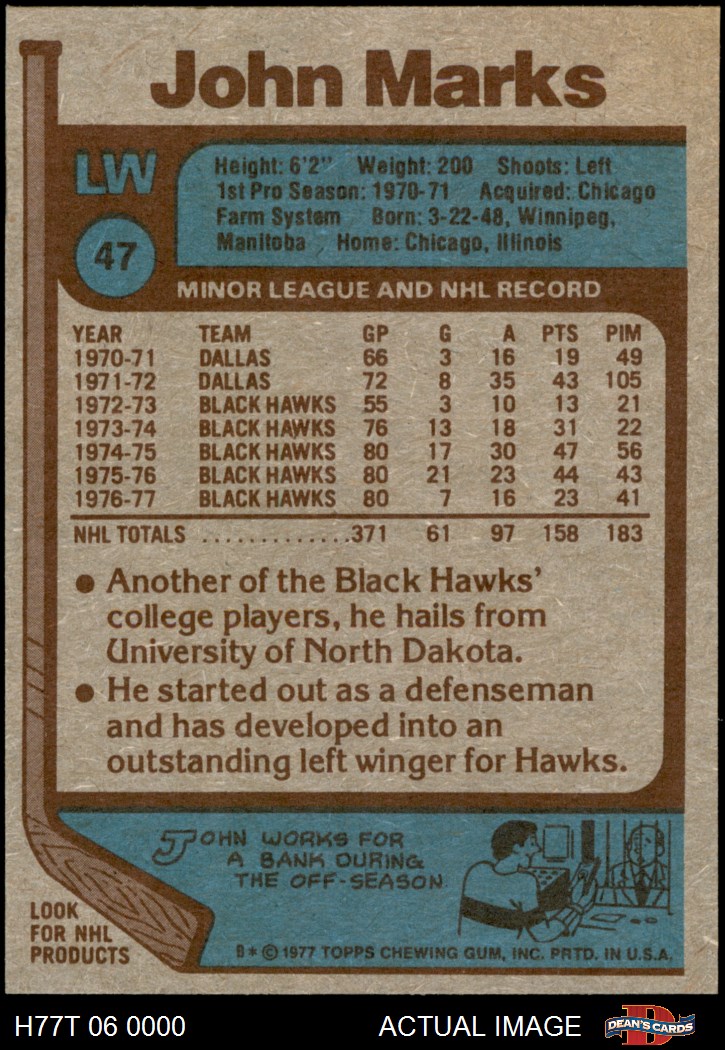 John Marks
LW
47
Height: 6'2" Weight: 200 Shoots: Left
1st Pro Season: 1970-71 Acquired: Chicago
Farm System Born: 3-22-48, Winnipeg,
Manitoba Home: Chicago, Illinois
MINOR LEAGUE AND NHL RECORD
YEAR TEAM GP G A PTS PIM
1970-71 DALLAS 66 3 16 19 49
1971-72 DALLAS 72 8 35 43 105
1972-73 BLACK HAWKS 55 3 10 13 21
1973-74 BLACK HAWKS 76 13 18 31 22
1974-75 BLACK HAWKS 80 17 30 47 56
1975-76 BLACK HAWKS 80 21 23 44 43
1976-77 BLACK HAWKS 80 7 16 23 41
NHL TOTALS .............371 61 97 158 183
● Another of the Black Hawks'
college players, he hails from
University of North Dakota.
● He started out as a defenseman
and has developed into an
outstanding left winger for Hawks.
JOHN WORKS FOR
A BANK DURING
THE OFF-SEASON
LOOK
FOR NHL
PRODUCTS
B * © 1977 TOPPS CHEWING GUM, INC. PRTD. IN U.S.A.
H77T 06 0000 ACTUAL IMAGE
D
DEAN'S CARDS